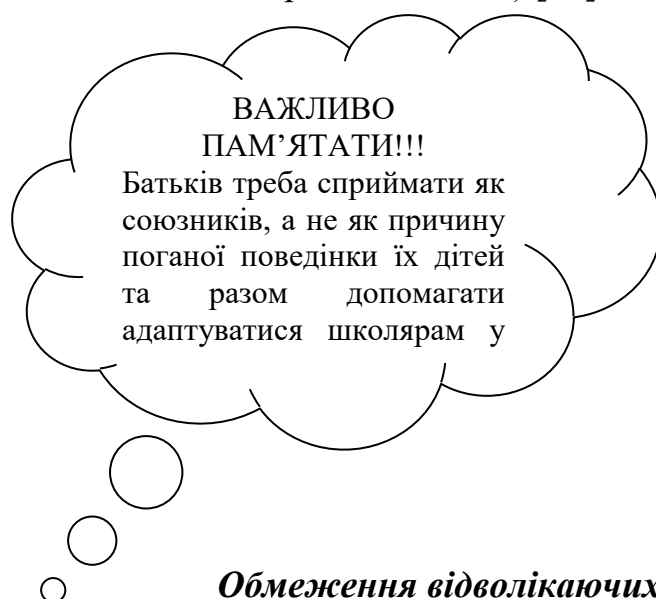 ВАЖЛИВО
ПАМ’ЯТАТИ!!!
Батьків треба сприймати як
союзників, а не як причину
поганої поведінки їх дітей
та разом допомагати
адаптуватися школярам у
Обмеження відволікаючих